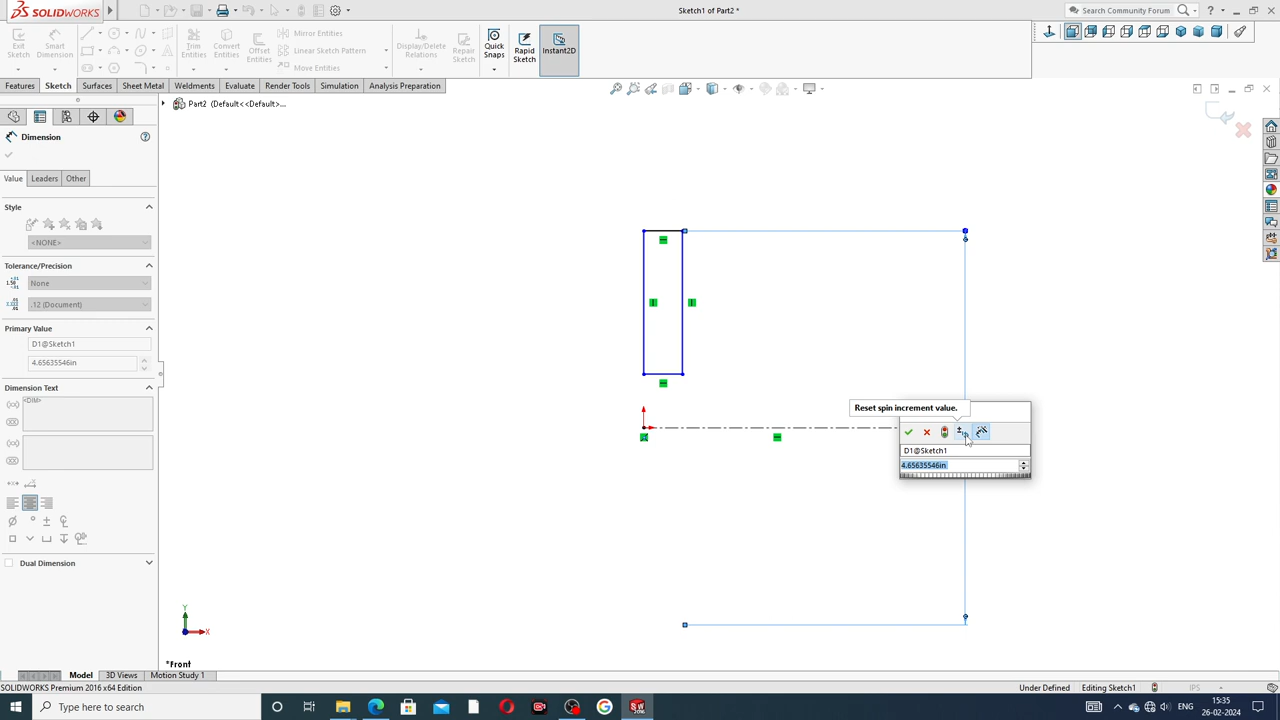 SOLIDWORKS
Sketch1 of Part2 *
Search Community Forum
Exit Sketch
Smart Dimension
Trim Entities
Convert Entities
Offset Entities
Mirror Entities
Linear Sketch Pattern
Move Entities
Display/Delete Relations
Repair Sketch
Quick Snaps
Rapid Sketch
Instant2D
Features
Sketch
Surfaces
Sheet Metal
Weldments
Evaluate
Render Tools
Simulation
Analysis Preparation
Part2 (Default<<Default>...
Dimension
Value
Leaders
Other
Style
<NONE>
Tolerance/Precision
None
.12 (Document)
Primary Value
D1@Sketch1
4.65635546in
Dimension Text
<DIM>
Dual Dimension
Reset spin increment value.
D1@Sketch1
4.65635546in
Y
X
*Front
Model
3D Views
Motion Study 1
SOLIDWORKS Premium 2016 x64 Edition
Under Defined
Editing Sketch1
IPS
Type here to search
ENG
15:35
26-02-2024